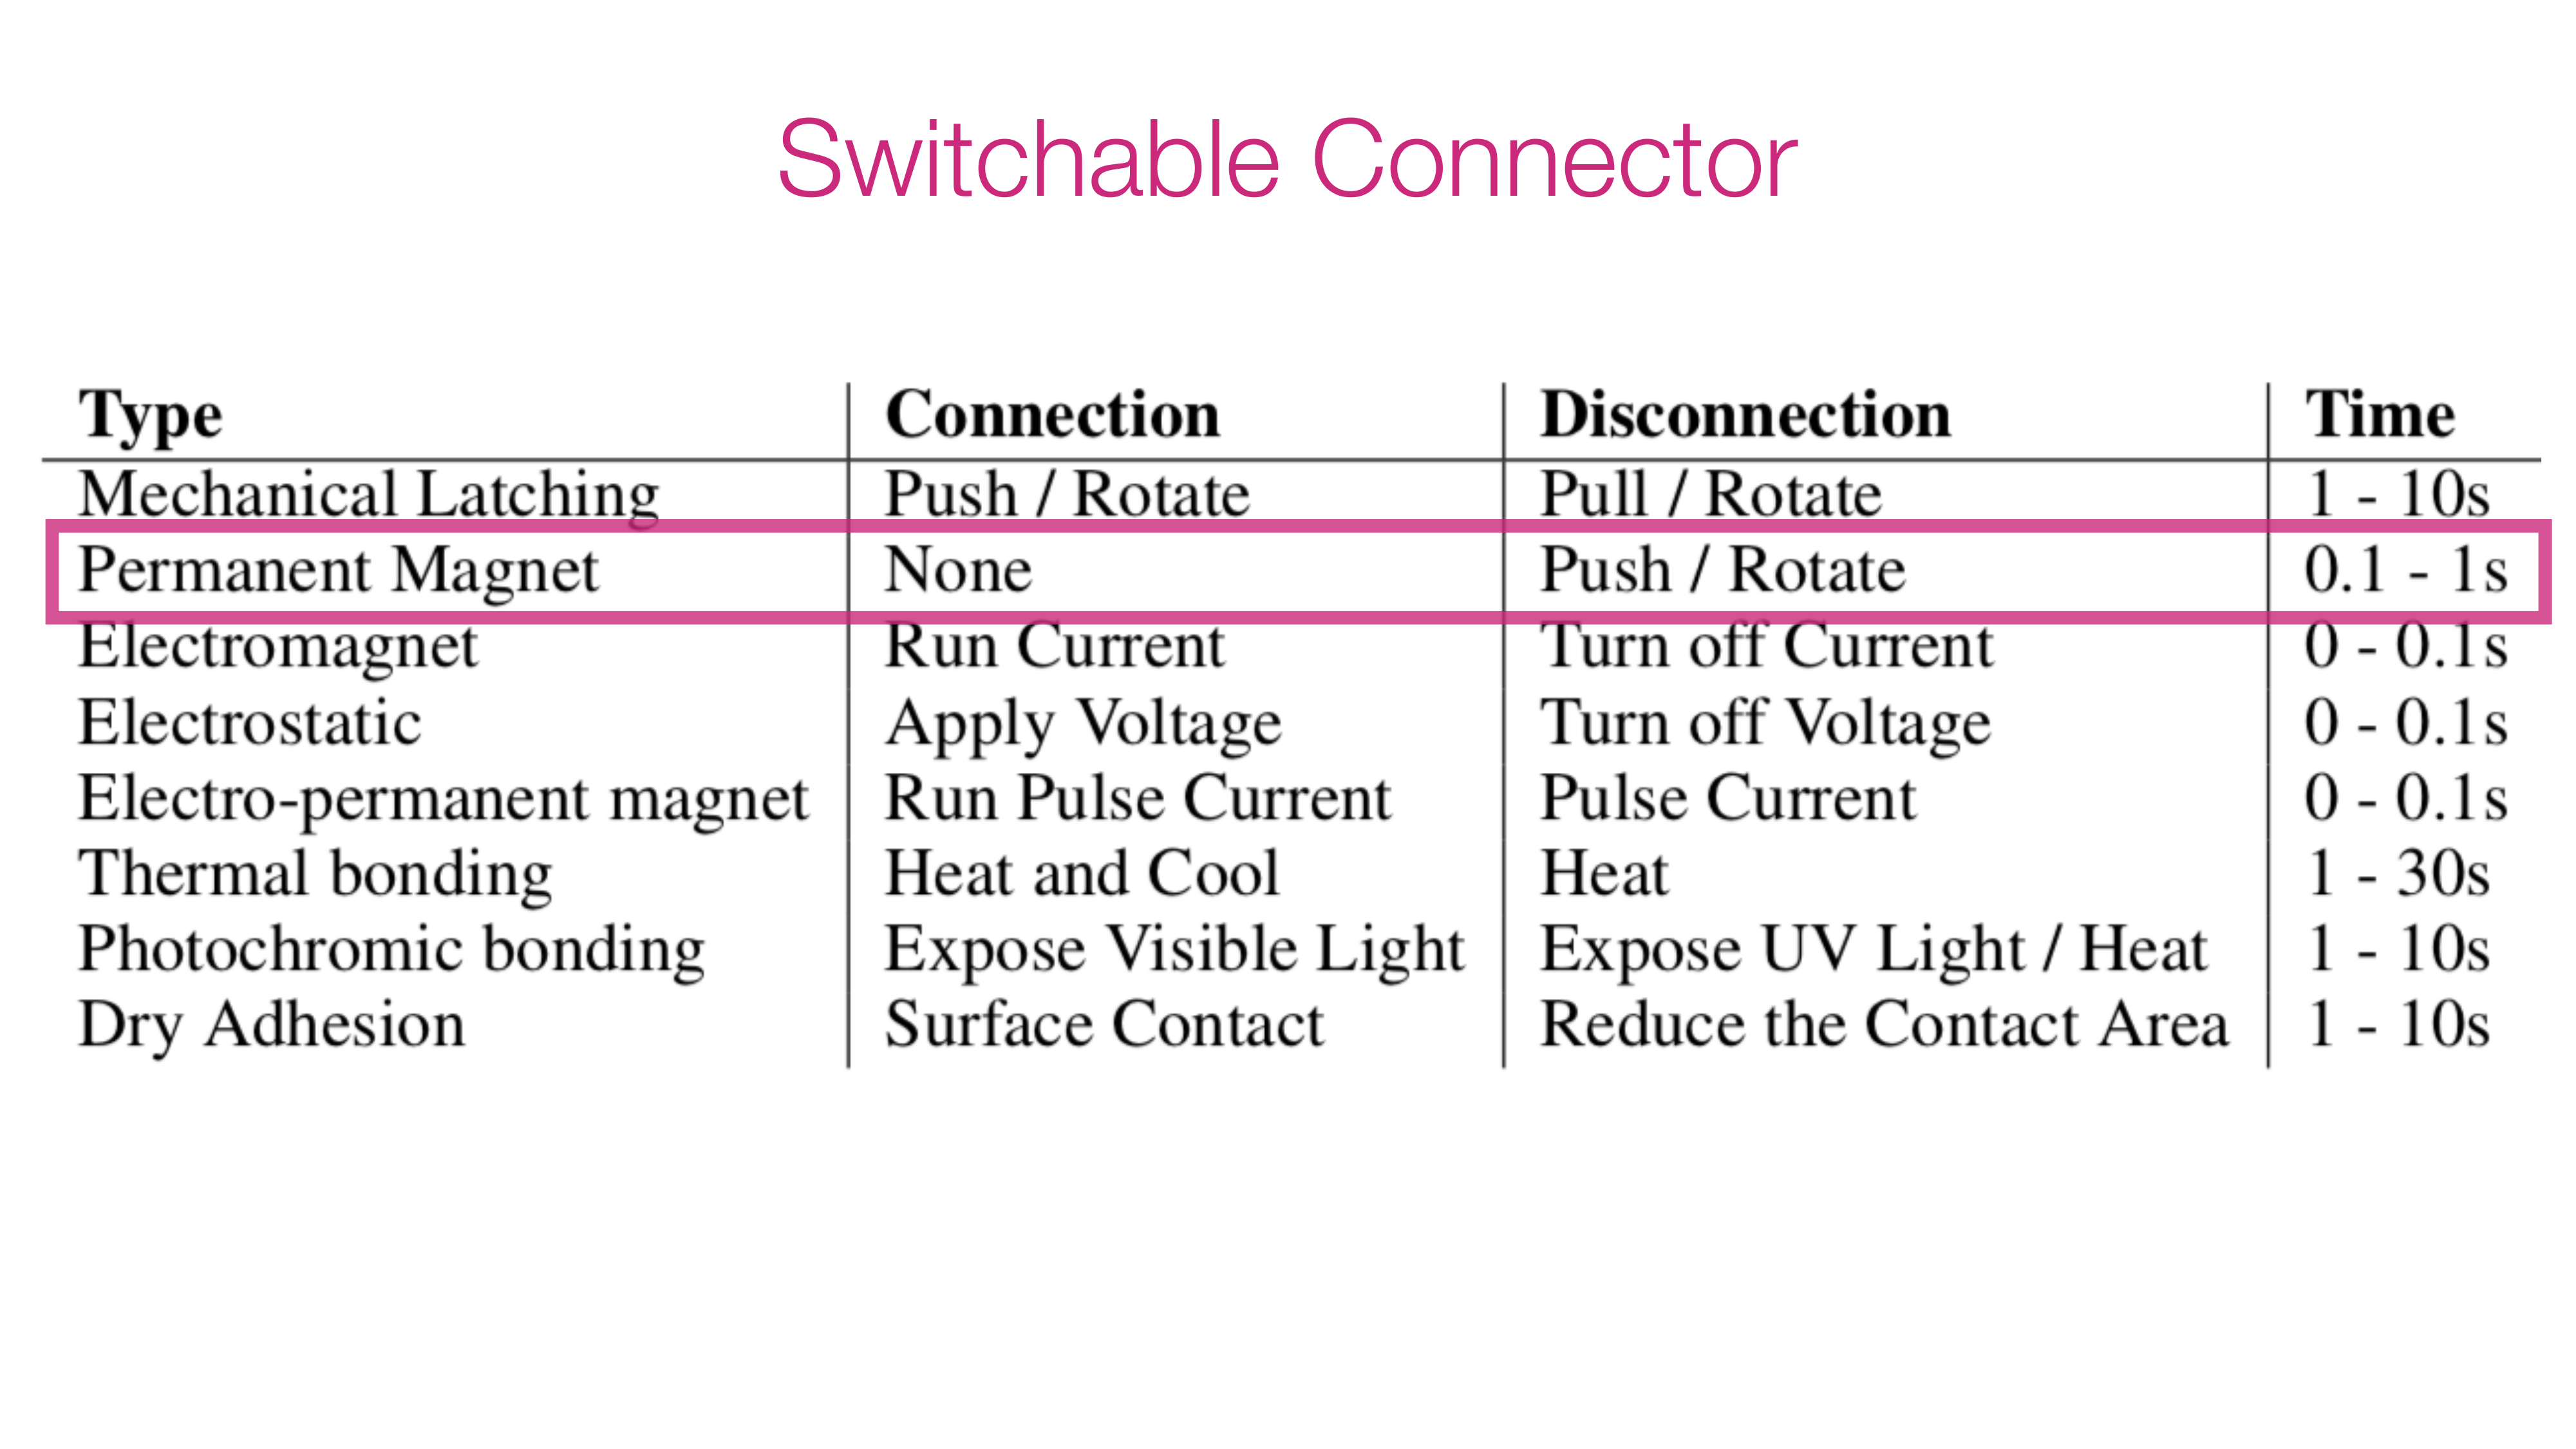 Switchable Connector
Type Connection Disconnection Time
Mechanical Latching Push / Rotate Pull / Rotate 1 - 10s
Permanent Magnet None Push / Rotate 0.1 - 1s
Electromagnet Run Current Turn off Current 0 - 0.1s
Electrostatic Apply Voltage Turn off Voltage 0 - 0.1s
Electro-permanent magnet Run Pulse Current Pulse Current 0 - 0.1s
Thermal bonding Heat and Cool Heat 1 - 30s
Photochromic bonding Expose Visible Light Expose UV Light / Heat 1 - 10s
Dry Adhesion Surface Contact Reduce the Contact Area 1 - 10s